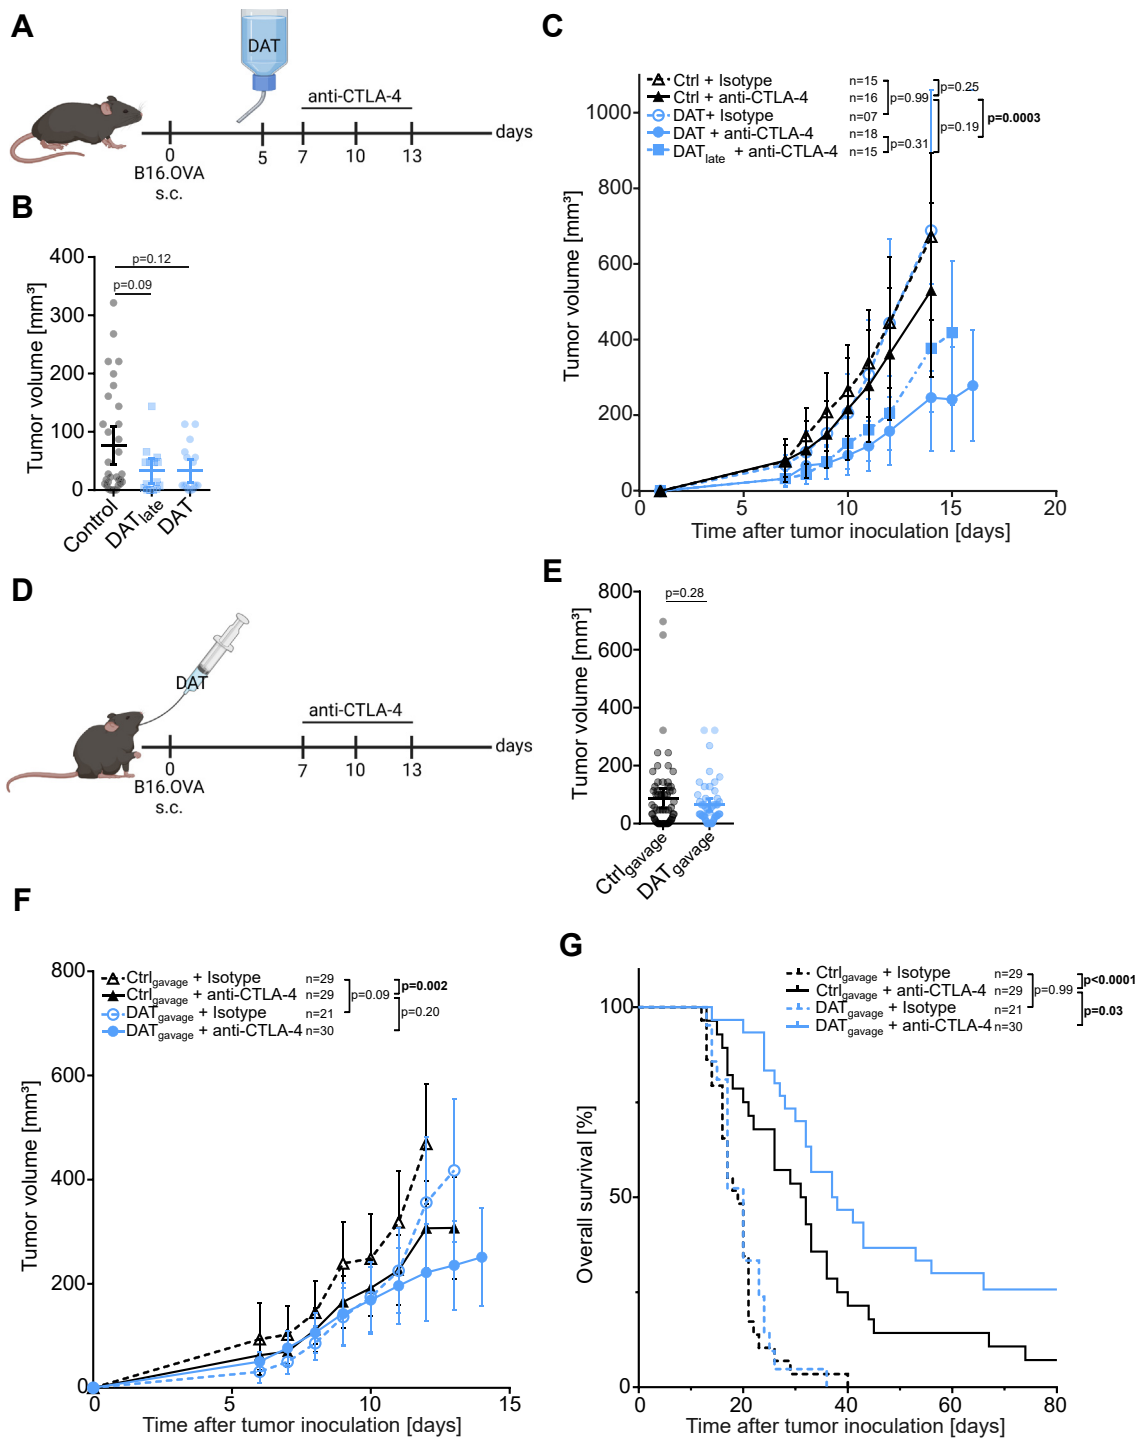 A
DAT
anti-CTLA-4
days
0
5
7
10
13
B16.OVA
s.c.
B
Tumor volume [mm³]
400
300
200
100
0
p=0.12
p=0.09
Control
DATlate
DAT
C
Ctrl + Isotype n=15
Ctrl + anti-CTLA-4 n=16
DAT+ Isotype n=07
DAT + anti-CTLA-4 n=18
DATlate + anti-CTLA-4 n=15
p=0.99
p=0.31
p=0.25
p=0.19
p=0.0003
Tumor volume [mm³]
1000
800
600
400
200
0
0
5
10
15
20
Time after tumor inoculation [days]
D
DAT
anti-CTLA-4
days
0
7
10
13
B16.OVA
s.c.
E
Tumor volume [mm³]
800
600
400
200
0
p=0.28
Ctrlgavage
DATgavage
F
Ctrlgavage + Isotype n=29
Ctrlgavage + anti-CTLA-4 n=29
DATgavage + Isotype n=21
DATgavage + anti-CTLA-4 n=30
p=0.09
p=0.002
p=0.20
Tumor volume [mm³]
800
600
400
200
0
0
5
10
15
Time after tumor inoculation [days]
G
Ctrlgavage + Isotype n=29
Ctrlgavage + anti-CTLA-4 n=29
DATgavage + Isotype n=21
DATgavage + anti-CTLA-4 n=30
p=0.99
p<0.0001
p=0.03
Overall survival [%]
100
50
0
0
20
40
60
80
Time after tumor inoculation [days]